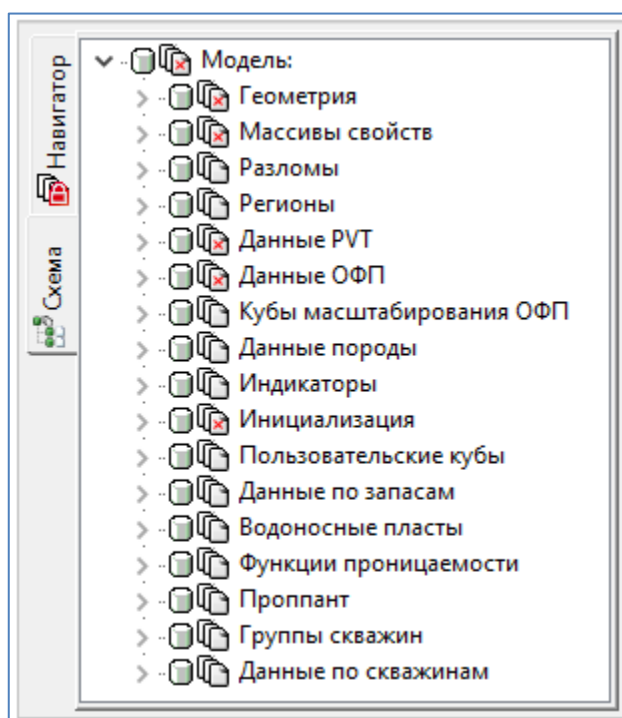 Навигатор
Схема
Модель:
Геометрия
Массивы свойств
Разломы
Регионы
Данные PVT
Данные ОФП
Кубы масштабирования ОФП
Данные породы
Индикаторы
Инициализация
Пользовательские кубы
Данные по запасам
Водоносные пласты
Функции проницаемости
Проппант
Группы скважин
Данные по скважинам